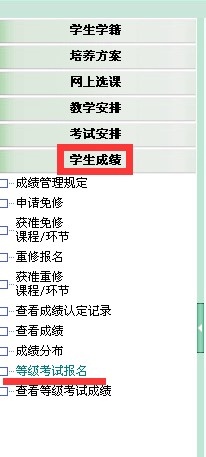 学生学籍
培养方案
网上选课
教学安排
考试安排
学生成绩
成绩管理规定
申请免修
获准免修
课程/环节
重修报名
获准重修
课程/环节
查看成绩认定记录
查看成绩
成绩分布
等级考试报名
查看等级考试成绩